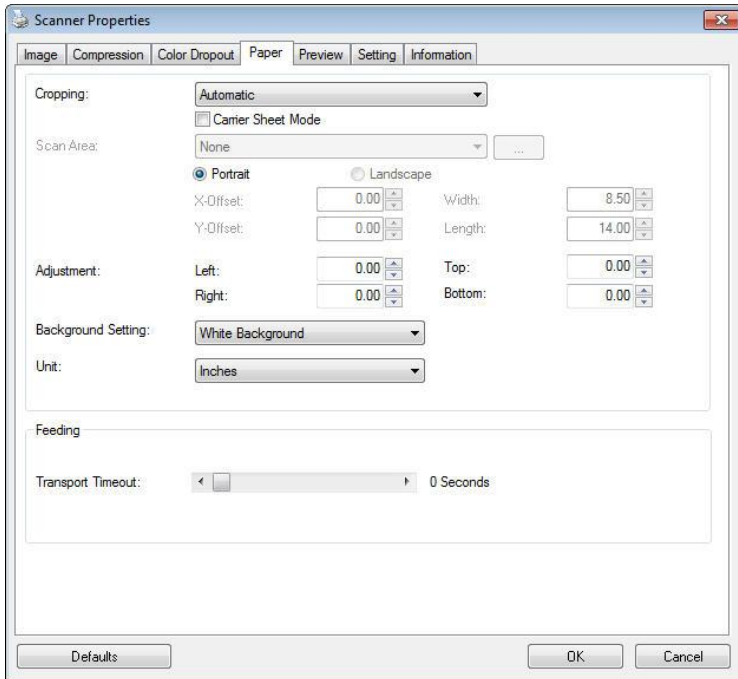 Scanner Properties
Image Compression Color Dropout Paper Preview Setting Information
Cropping: Automatic
Carrier Sheet Mode
Scan Area: None ...
Portrait Landscape
X-Offset: 0.00 Width: 8.50
Y-Offset: 0.00 Length: 14.00
Adjustment: Left: 0.00 Top: 0.00
Right: 0.00 Bottom: 0.00
Background Setting: White Background
Unit: Inches
Feeding
Transport Timeout: 0 Seconds
Defaults OK Cancel